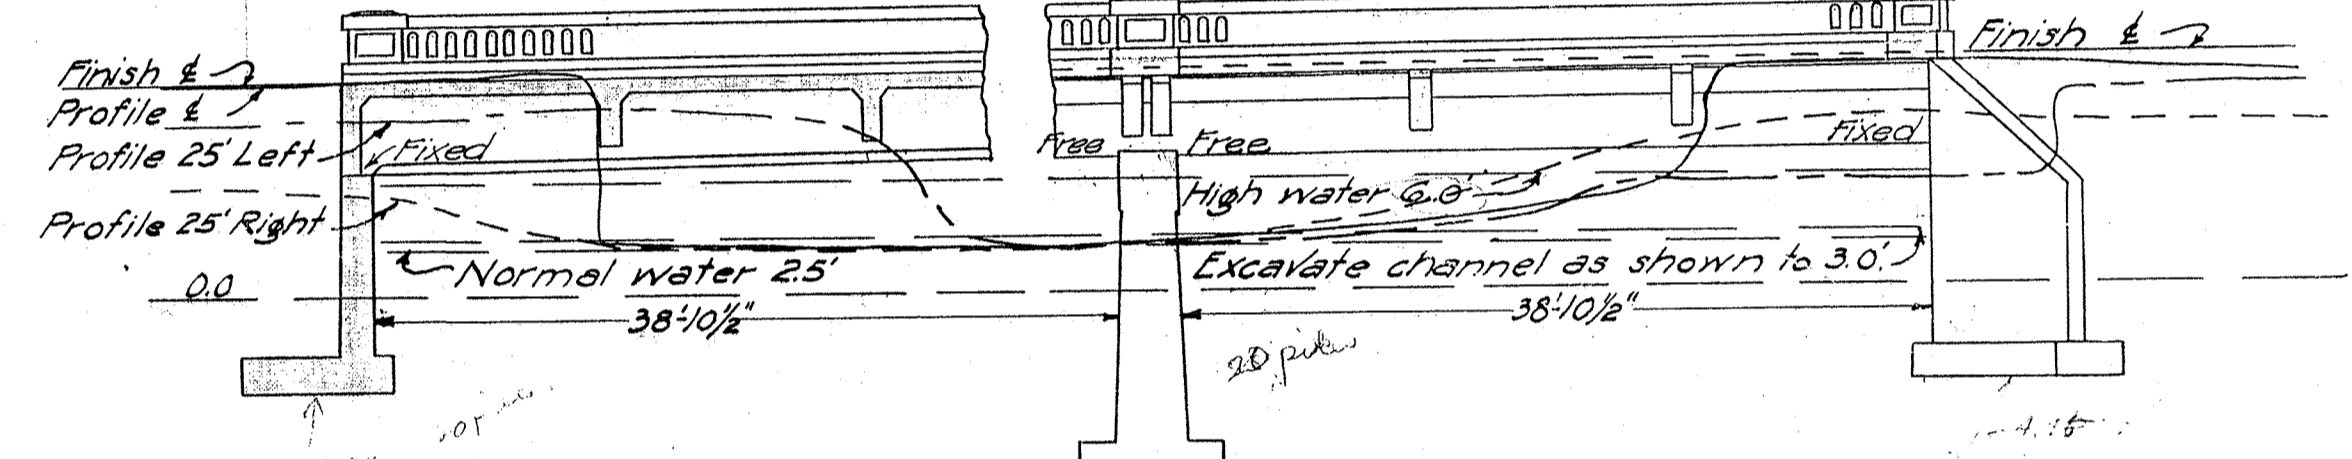 Finish ℄
Finish ℄
Profile ℄
Profile 25' Left
Fixed
Free
Free
Fixed
High water 6.0'
Profile 25' Right
Normal water 2.5'
Excavate channel as shown to 3.0'.
0.0
38'-10½"
38'-10½"
20 piles